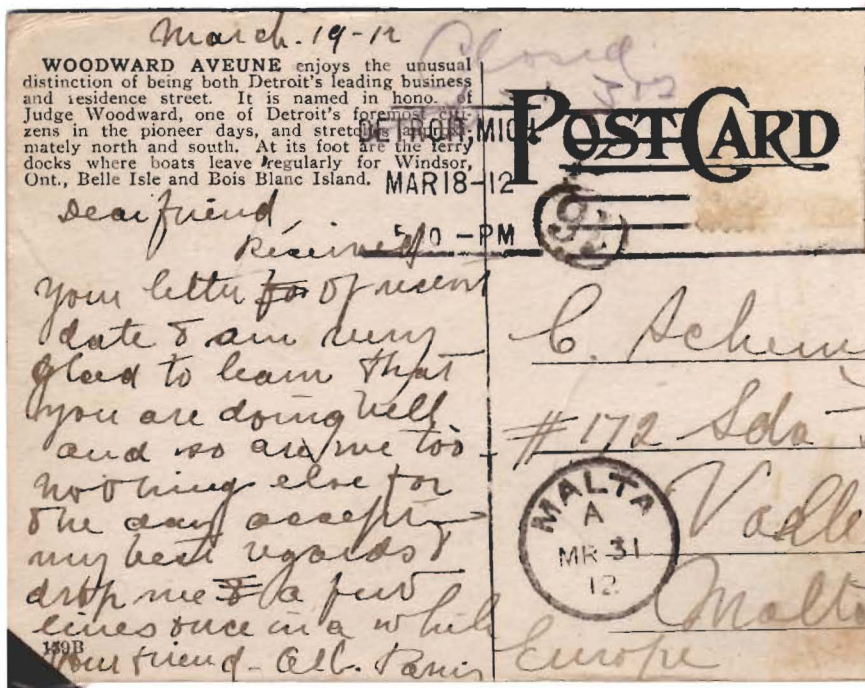 March. 19-12
WOODWARD AVEUNE enjoys the unusual
distinction of being both Detroit's leading business
and residence street. It is named in hono. of
Judge Woodward, one of Detroit's foremost citi-
zens in the pioneer days, and stretches approxi-
mately north and south. At its foot are the ferry
docks where boats leave regularly for Windsor,
Ont., Belle Isle and Bois Blanc Island.
Dear friend
Received
your letter for of recent
date & am very
glad to learn that
you are doing well
and so are we too
nothing else for
the day accept
my best regards &
drop me & a few
lines once in a while
your friend - Alb.
139B
Closed
DETROIT, MICH
MAR 18-12
-PM
POST CARD
C. Schem
#172 Sda
Valle
Malta
Europe
MALTA
A
MR 31
12